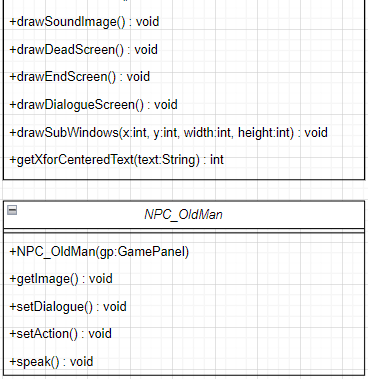 +drawSoundImage() : void
+drawDeadScreen() : void
+drawEndScreen() : void
+drawDialogueScreen() : void
+drawSubWindows(x:int, y:int, width:int, height:int) : void
+getXforCenteredText(text:String) : int
NPC_OldMan
+NPC_OldMan(gp:GamePanel)
+getImage() : void
+setDialogue() : void
+setAction() : void
+speak() : void